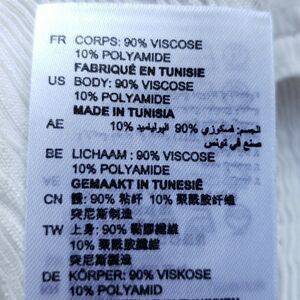 FR CORPS: 90% VISCOSE
10% POLYAMIDE
FABRIQUÉ EN TUNISIE
US BODY: 90% VISCOSE
10% POLYAMIDE
MADE IN TUNISIA
AE الجسم: فسكوزي 90% البوليميد 10%
صنع في تونس
BE LICHAAM : 90% VISCOSE
10% POLYAMIDE
GEMAAKT IN TUNESIË
CN 90% 粘纤 10% 聚酰胺纤维
突尼斯制造
TW 上身: 90% 黏膠纖維
10% 聚酰胺纖維
突尼斯製造
DE KÖRPER: 90% VISKOSE
10% POLYAMID